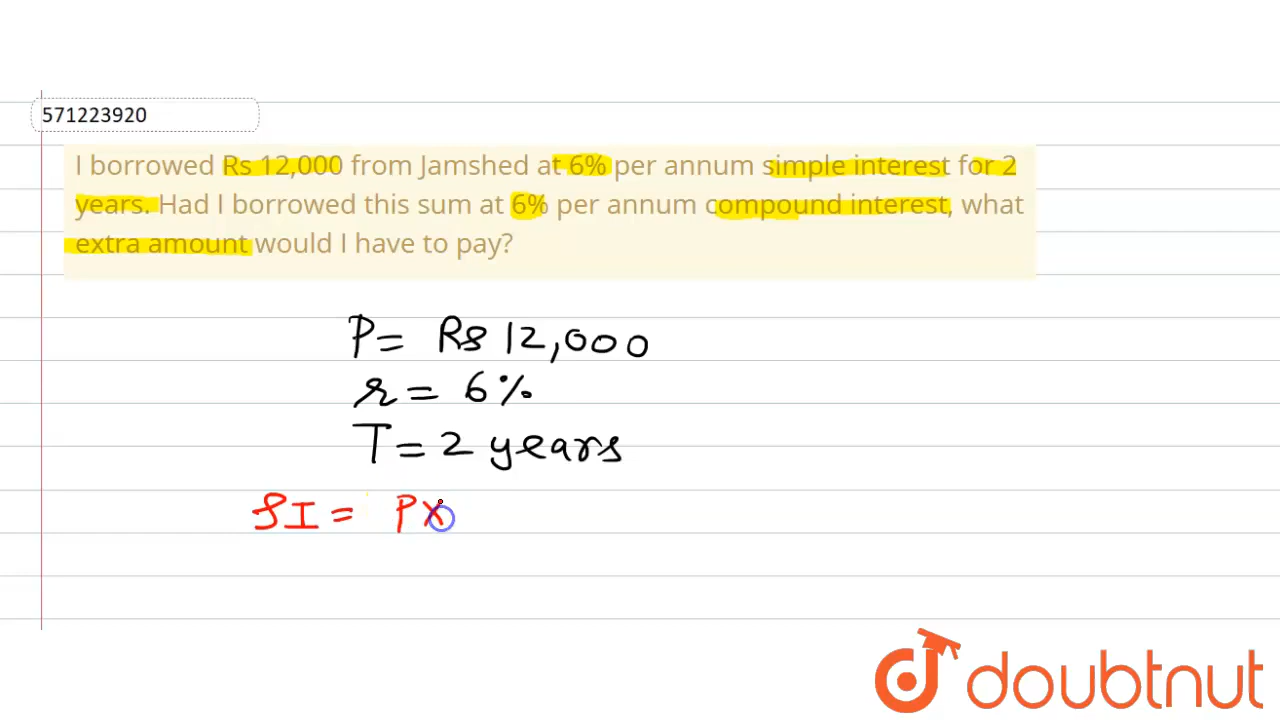 571223920
I borrowed Rs 12,000 from Jamshed at 6% per annum simple interest for 2
years. Had I borrowed this sum at 6% per annum compound interest, what
extra amount would I have to pay?
P= Rs 12,000
r = 6%
T = 2 years
SI = PX
doubtnut